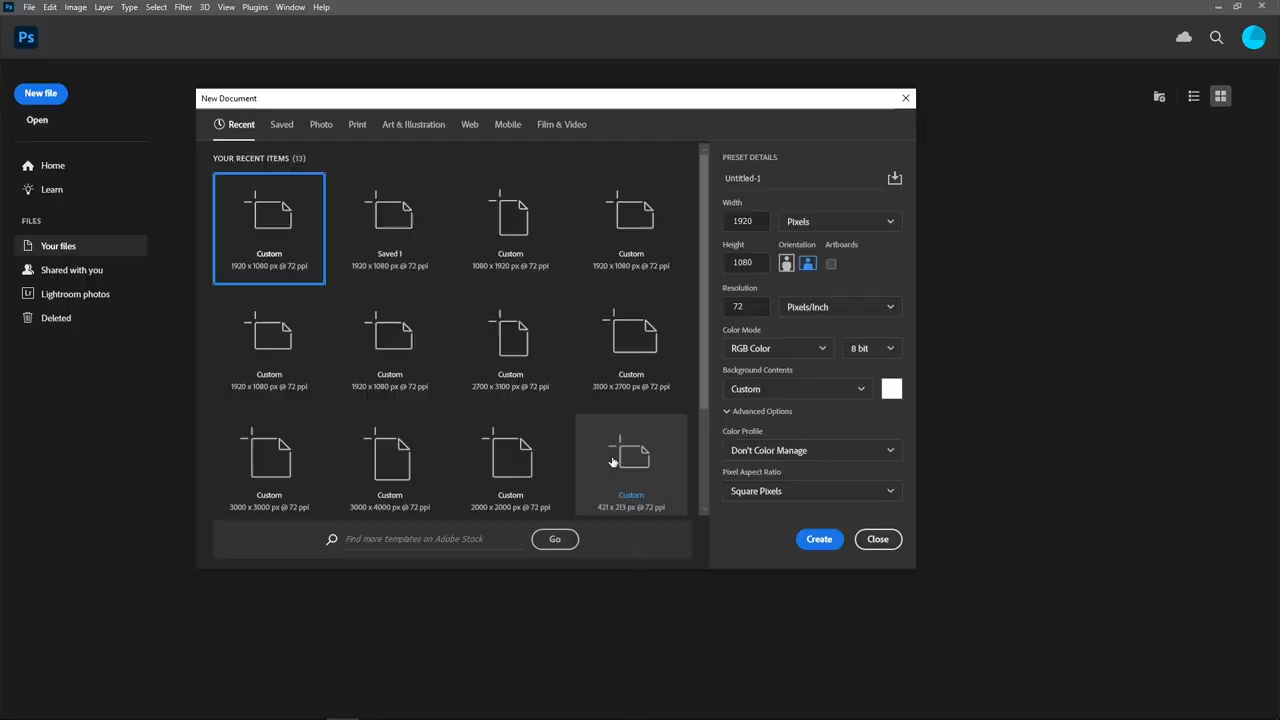 Ps File Edit Image Layer Type Select Filter 3D View Plugins Window Help
Ps
New file
Open
Home
Learn
FILES
Your files
Shared with you
Lr Lightroom photos
Deleted
New Document
Recent Saved Photo Print Art & Illustration Web Mobile Film & Video
YOUR RECENT ITEMS (13)
Custom
1920 x 1080 px @ 72 ppi
Saved 1
1920 x 1080 px @ 72 ppi
Custom
1080 x 1920 px @ 72 ppi
Custom
1920 x 1080 px @ 72 ppi
Custom
1920 x 1080 px @ 72 ppi
Custom
1920 x 1080 px @ 72 ppi
Custom
2700 x 3100 px @ 72 ppi
Custom
3100 x 2700 px @ 72 ppi
Custom
3000 x 3000 px @ 72 ppi
Custom
3000 x 4000 px @ 72 ppi
Custom
2000 x 2000 px @ 72 ppi
Custom
421 x 213 px @ 72 ppi
Find more templates on Adobe Stock
Go
PRESET DETAILS
Untitled-1
Width
1920 Pixels
Height Orientation Artboards
1080
Resolution
72 Pixels/Inch
Color Mode
RGB Color 8 bit
Background Contents
Custom
Advanced Options
Color Profile
Don't Color Manage
Pixel Aspect Ratio
Square Pixels
Create Close